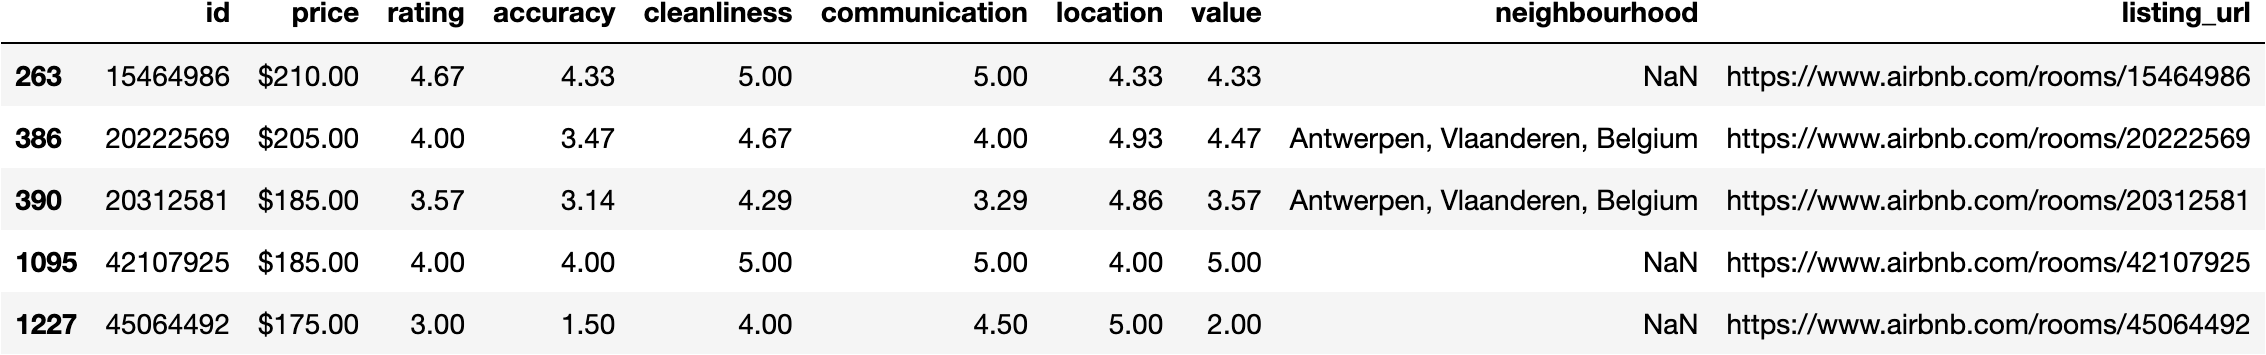 id price rating accuracy cleanliness communication location value neighbourhood listing_url
263 15464986 $210.00 4.67 4.33 5.00 5.00 4.33 4.33 NaN https://www.airbnb.com/rooms/15464986
386 20222569 $205.00 4.00 3.47 4.67 4.00 4.93 4.47 Antwerpen, Vlaanderen, Belgium https://www.airbnb.com/rooms/20222569
390 20312581 $185.00 3.57 3.14 4.29 3.29 4.86 3.57 Antwerpen, Vlaanderen, Belgium https://www.airbnb.com/rooms/20312581
1095 42107925 $185.00 4.00 4.00 5.00 5.00 4.00 5.00 NaN https://www.airbnb.com/rooms/42107925
1227 45064492 $175.00 3.00 1.50 4.00 4.50 5.00 2.00 NaN https://www.airbnb.com/rooms/45064492